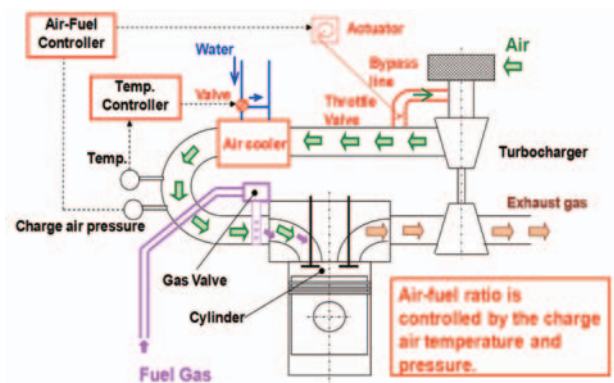 Air-Fuel
Controller
Actuator
Water
Bypass
line
Air
Temp.
Controller
Valve
Throttle
Valve
Air cooler
Turbocharger
Temp.
Exhaust gas
Charge air pressure
Gas Valve
Cylinder
Air-fuel ratio is
controlled by the charge
air temperature and
pressure.
Fuel Gas